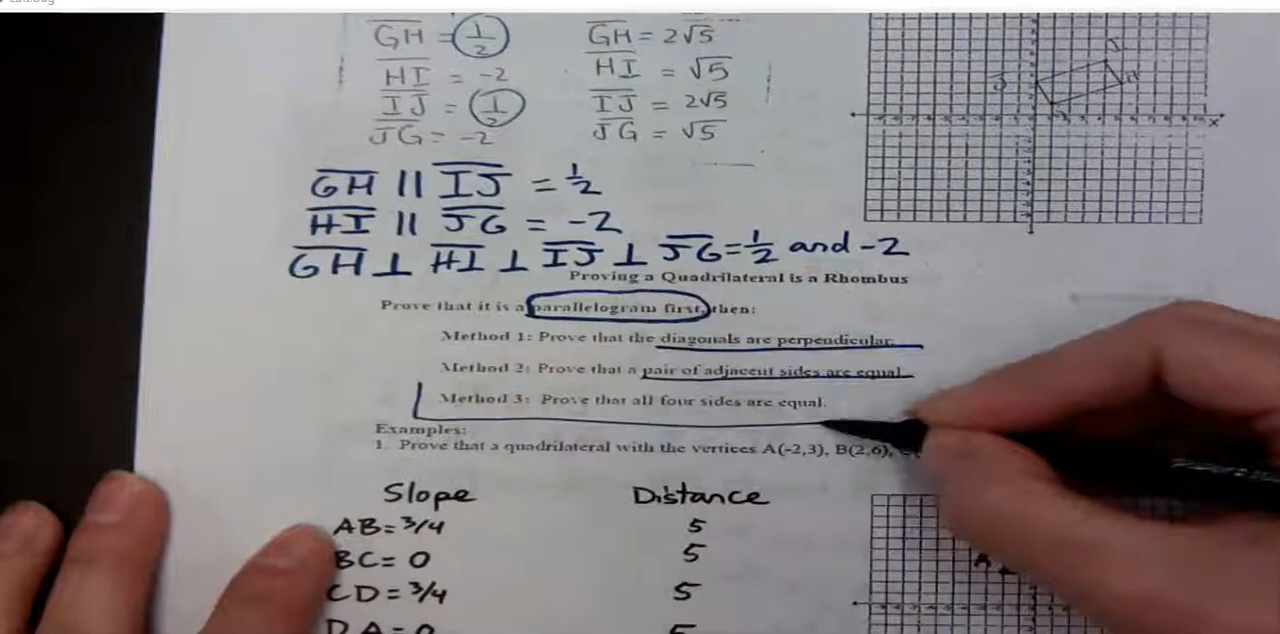 GH = 1/2
HI = -2
IJ = 1/2
JG = -2
GH = 2√5
HI = √5
IJ = 2√5
JG = √5
x
GH || IJ = 1/2
HI || JG = -2
GH ⊥ HI ⊥ IJ ⊥ JG = 1/2 and -2
Proving a Quadrilateral is a Rhombus
Prove that it is a parallelogram first, then:
Method 1: Prove that the diagonals are perpendicular.
Method 2: Prove that a pair of adjacent sides are equal.
Method 3: Prove that all four sides are equal.
Examples:
1. Prove that a quadrilateral with the vertices A(-2,3), B(2,6),
Slope Distance
AB = 3/4 5
BC = 0 5
CD = 3/4 5
DA = 0 5
A